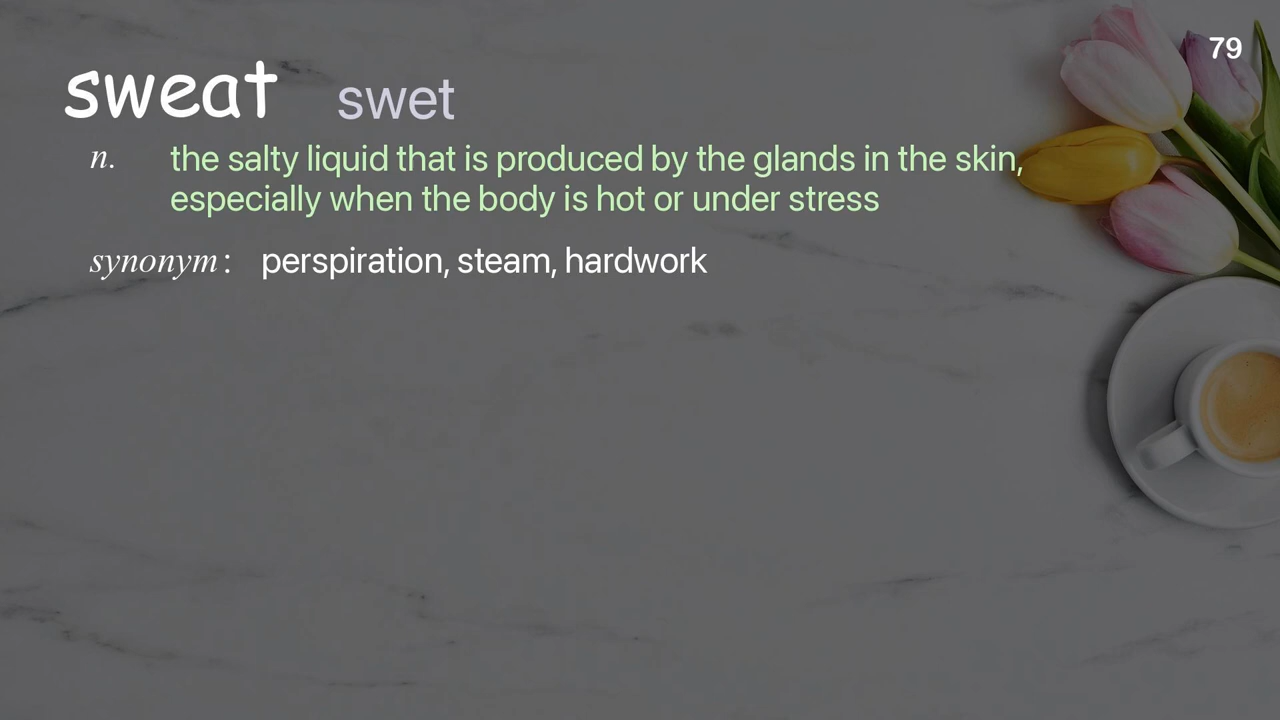 79
sweat swet
n. the salty liquid that is produced by the glands in the skin,
especially when the body is hot or under stress
synonym: perspiration, steam, hardwork